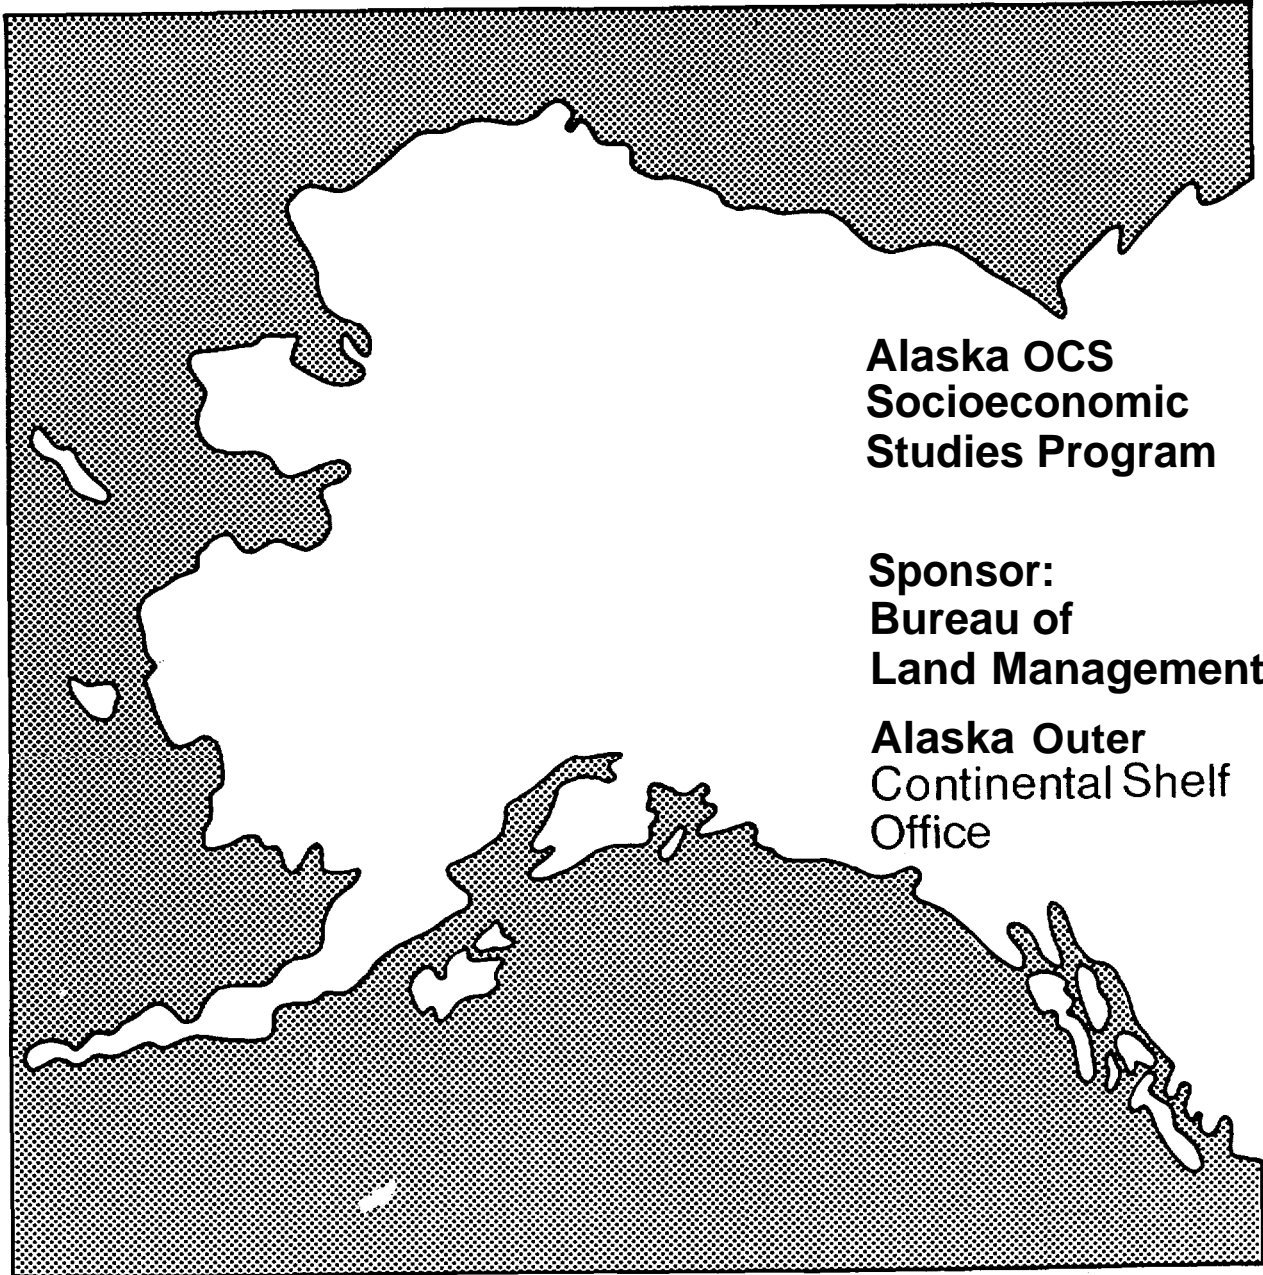 Alaska OCS
Socioeconomic
Studies Program
Sponsor:
Bureau of
Land Management
Alaska Outer
Continental Shelf
Office